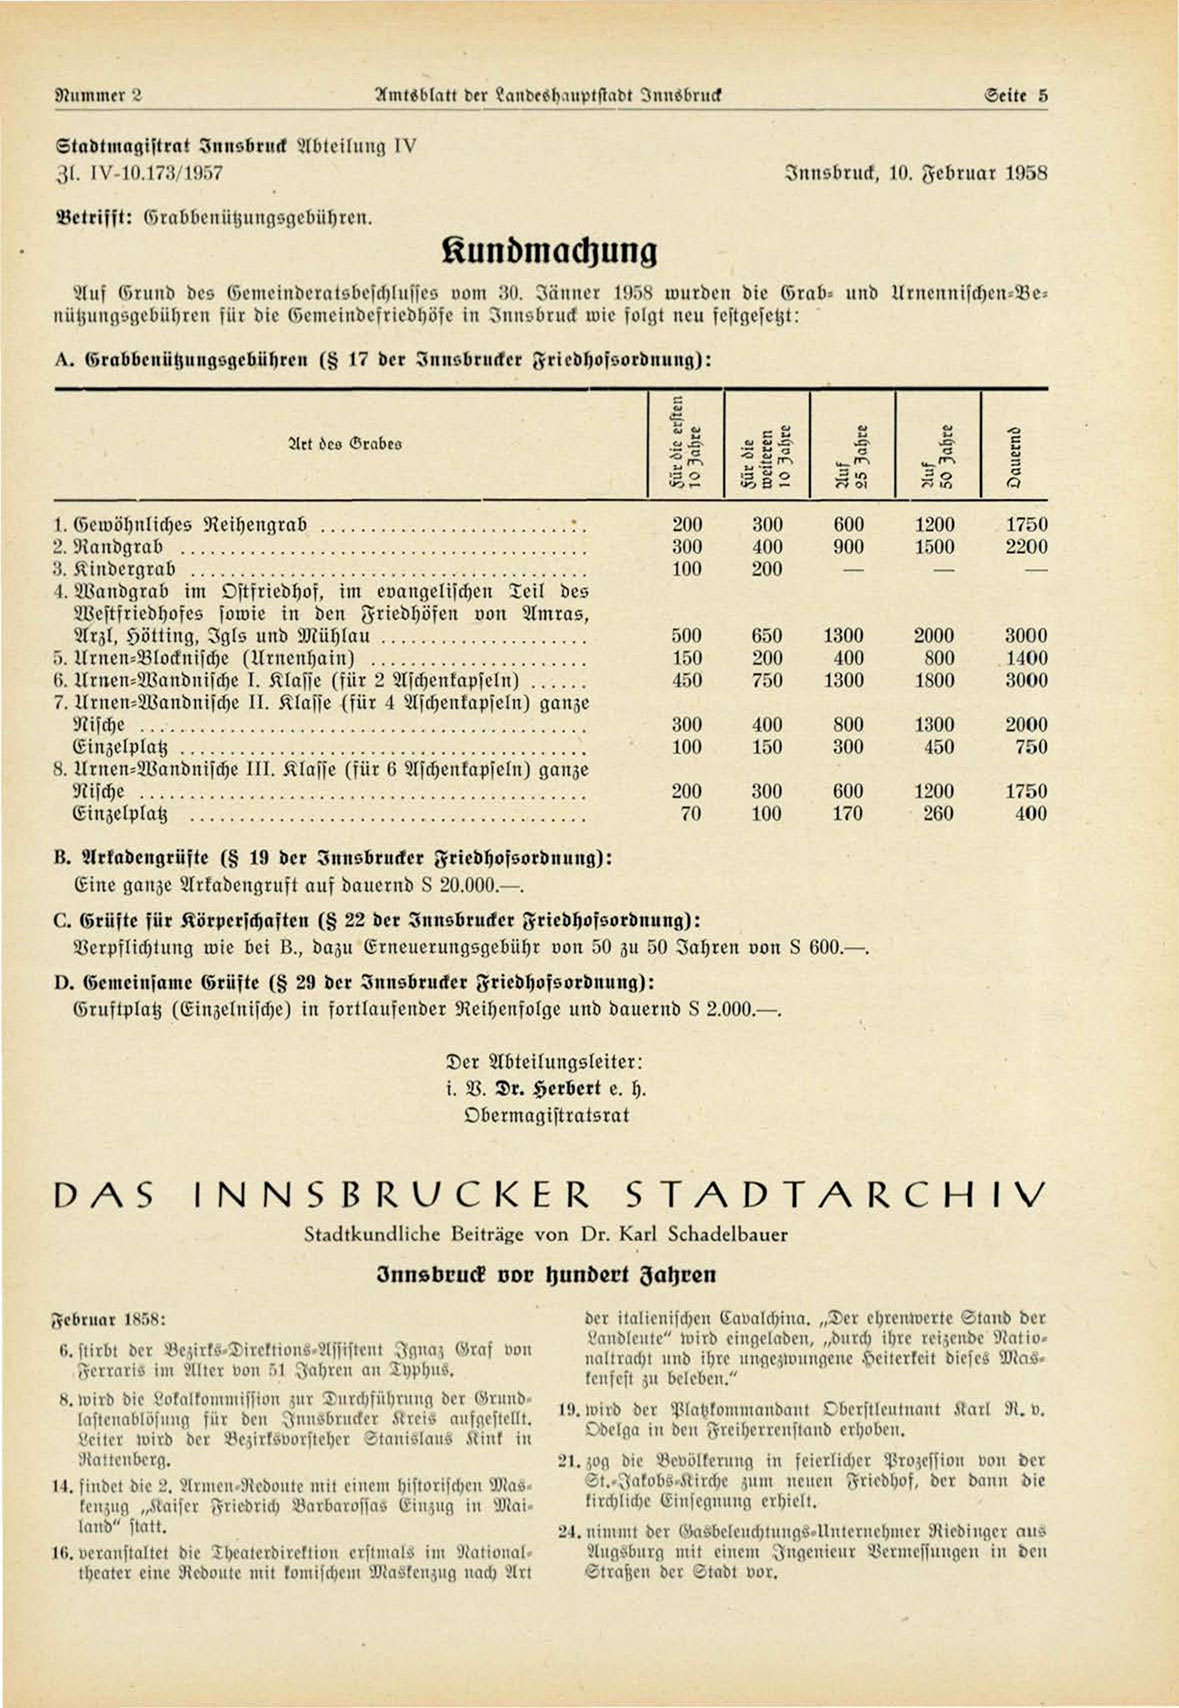 Nummer 2 Amtsblatt der Landeshauptstadt Innsbruck Seite 5
Stadtmagistrat Innsbruck Abteilung IV
Zl. IV-10.173/1957 Innsbruck, 10. Februar 1958
Betrifft: Grabbenützungsgebühren.
Kundmachung
Auf Grund des Gemeinderatsbeschlusses vom 30. Jänner 1958 wurden die Grab- und Urnennischen-Be-
nützungsgebühren für die Gemeindefriedhöfe in Innsbruck wie folgt neu festgesetzt:
A. Grabbenützungsgebühren (§ 17 der Innsbrucker Friedhofsordnung):
Art des Grabes
Für die ersten
10 Jahre
Für die
weiteren
10 Jahre
Auf
25 Jahre
Auf
50 Jahre
Dauernd
1. Gewöhnliches Reihengrab 200 300 600 1200 1750
2. Randgrab 300 400 900 1500 2200
3. Kindergrab 100 200 — — —
4. Wandgrab im Ostfriedhof, im evangelischen Teil des
Westfriedhofes sowie in den Friedhöfen von Amras,
Arzl, Hötting, Igls und Mühlau 500 650 1300 2000 3000
5. Urnen-Blocknische (Urnenhain) 150 200 400 800 1400
6. Urnen-Wandnische I. Klasse (für 2 Aschenkapseln) 450 750 1300 1800 3000
7. Urnen-Wandnische II. Klasse (für 4 Aschenkapseln) ganze
Nische 300 400 800 1300 2000
Einzelplatz 100 150 300 450 750
8. Urnen-Wandnische III. Klasse (für 6 Aschenkapseln) ganze
Nische 200 300 600 1200 1750
Einzelplatz 70 100 170 260 400
B. Arkadengrüfte (§ 19 der Innsbrucker Friedhofsordnung):
Eine ganze Arkadengruft auf dauernd S 20.000.—.
C. Grüfte für Körperschaften (§ 22 der Innsbrucker Friedhofsordnung):
Verpflichtung wie bei B., dazu Erneuerungsgebühr von 50 zu 50 Jahren von S 600.—.
D. Gemeinsame Grüfte (§ 29 der Innsbrucker Friedhofsordnung):
Gruftplatz (Einzelnische) in fortlaufender Reihenfolge und dauernd S 2.000.—.
Der Abteilungsleiter:
i. V. Dr. Herbert e. h.
Obermagistratsrat
DAS INNSBRUCKER STADTARCHIV
Stadtkundliche Beiträge von Dr. Karl Schadelbauer
Innsbruck vor hundert Jahren
Februar 1858:
6. stirbt der Bezirks-Direktions-Assistent Ignaz Graf von
Ferraris im Alter von 51 Jahren an Typhus.
8. wird die Lokalkommission zur Durchführung der Grund-
lastenablösung für den Innsbrucker Kreis aufgestellt.
Leiter wird der Bezirksvorsteher Stanislaus Kink in
Rattenberg.
14. findet die 2. Armen-Redoute mit einem historischen Mas-
kenzug „Kaiser Friedrich Barbarossas Einzug in Mai-
land" statt.
16. veranstaltet die Theaterdirektion erstmals im National-
theater eine Redoute mit komischem Maskenzug nach Art
der italienischen Cavalchina. „Der ehrenwerte Stand der
Landleute" wird eingeladen, „durch ihre reizende Natio-
naltracht und ihre ungezwungene Heiterkeit dieses Mas-
kenfest zu beleben."
19. wird der Platzkommandant Oberstleutnant Karl R. v.
Odelga in den Freiherrenstand erhoben.
21. zog die Bevölkerung in feierlicher Prozession von der
St.-Jakobs-Kirche zum neuen Friedhof, der dann die
kirchliche Einsegnung erhielt.
24. nimmt der Gasbeleuchtungs-Unternehmer Riedinger aus
Augsburg mit einem Ingenieur Vermessungen in den
Straßen der Stadt vor.